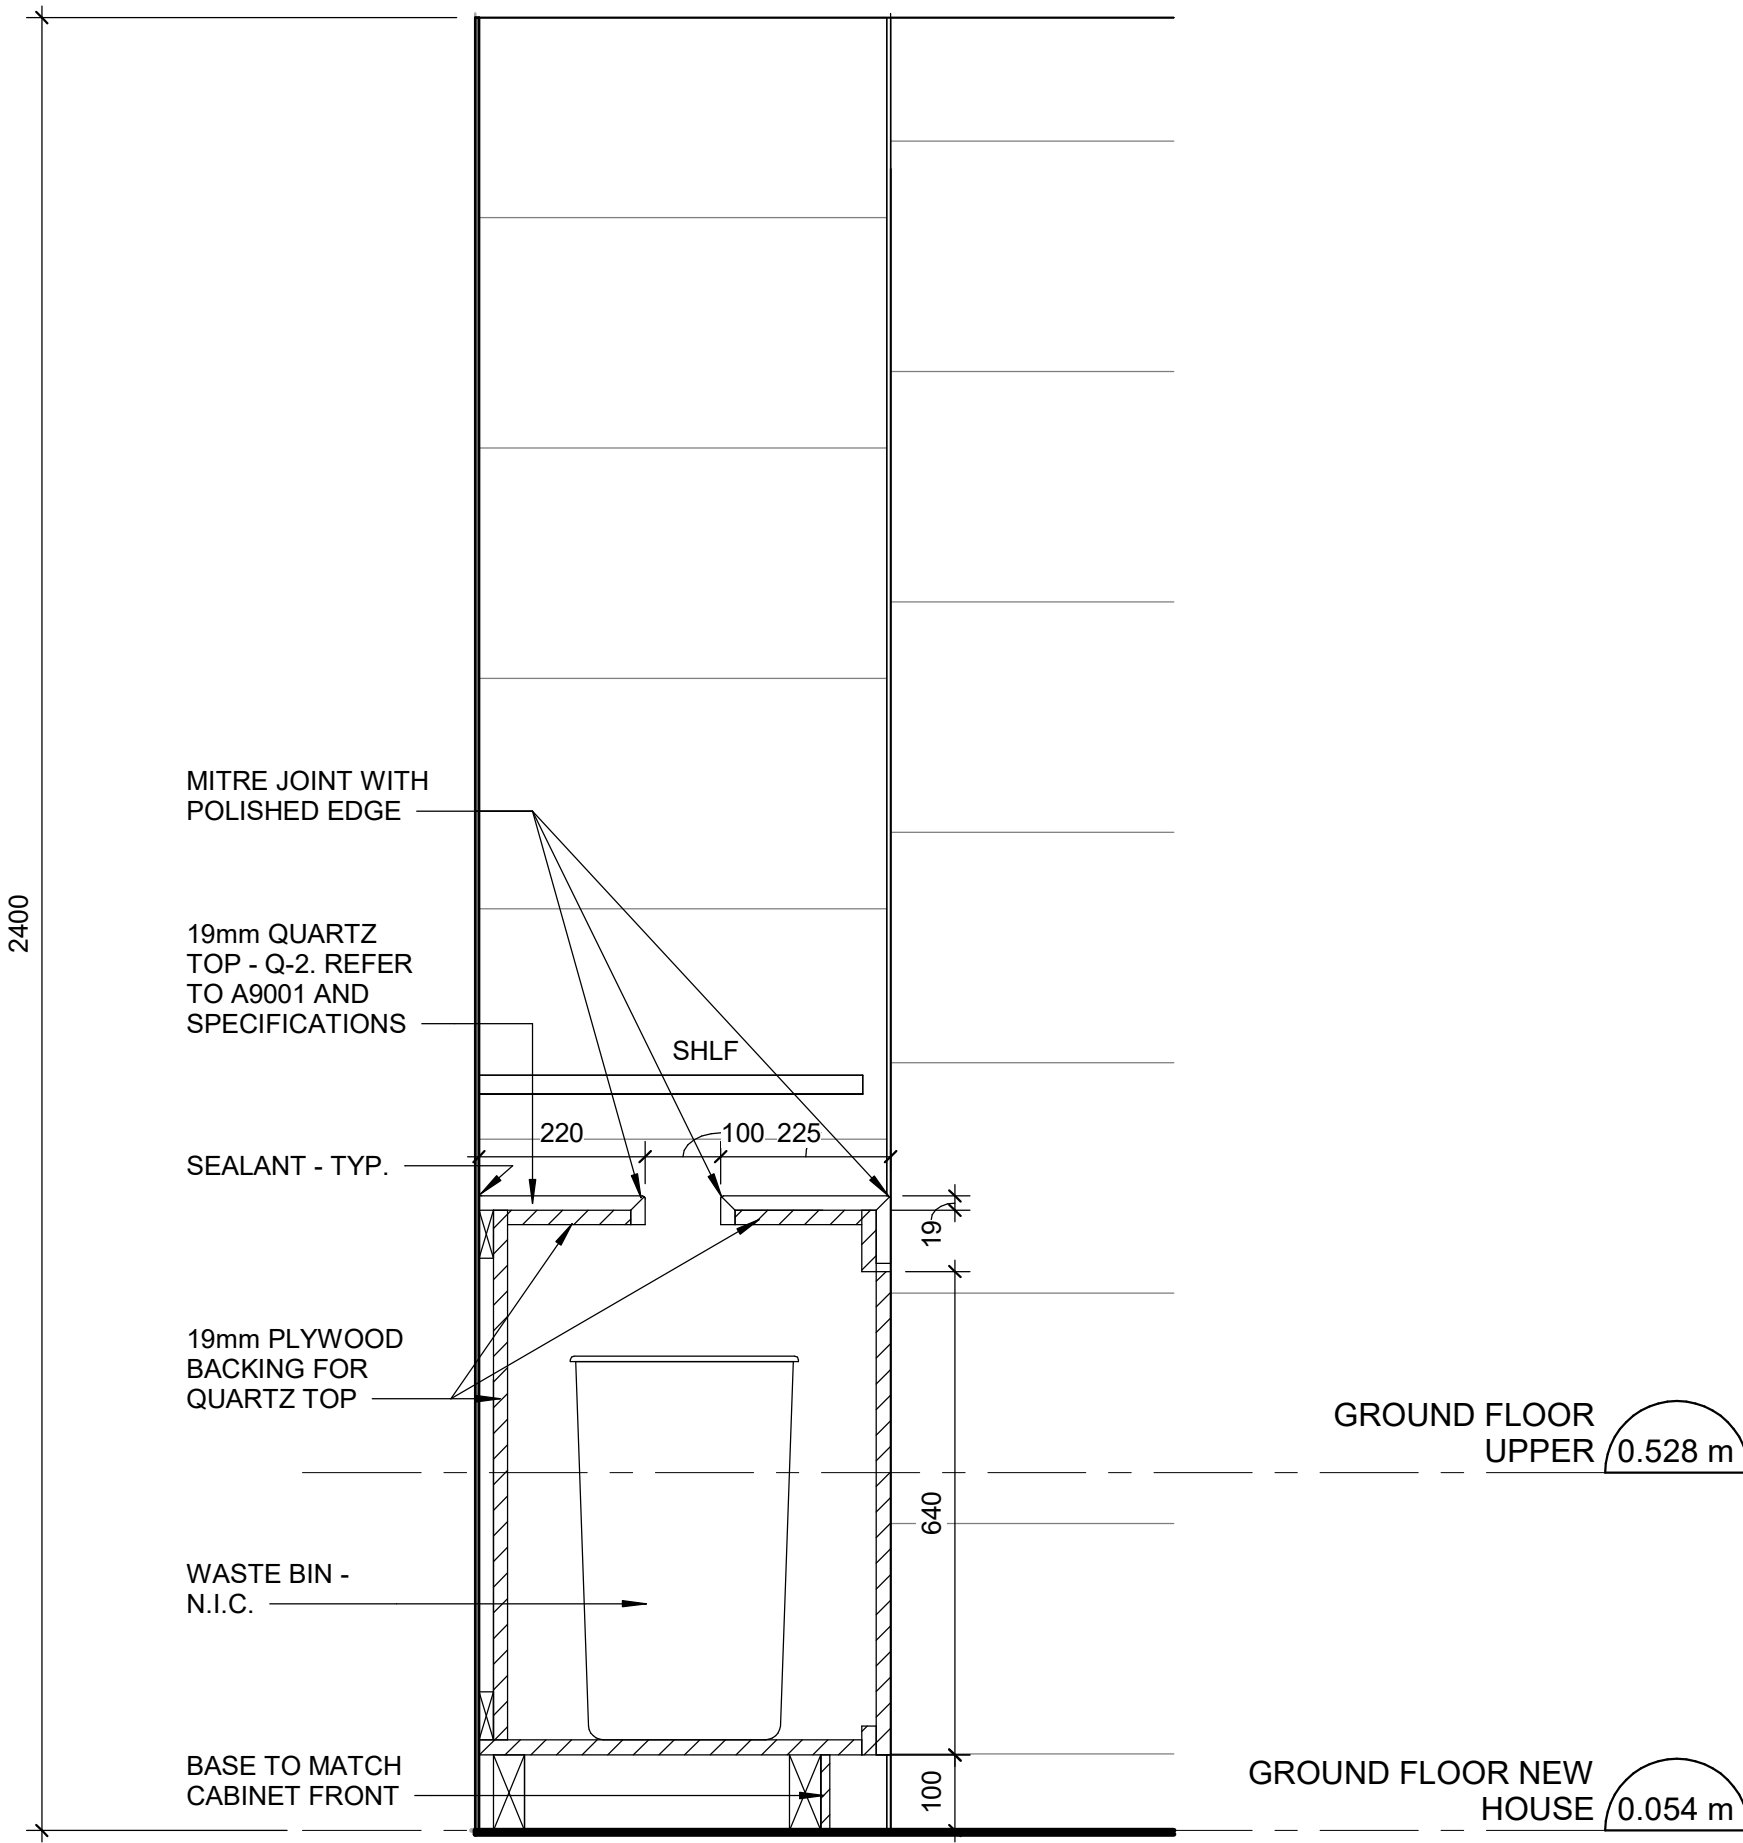 2400
MITRE JOINT WITH
POLISHED EDGE
19mm QUARTZ
TOP - Q-2. REFER
TO A9001 AND
SPECIFICATIONS
SHLF
220
100
225
SEALANT - TYP.
19
19mm PLYWOOD
BACKING FOR
QUARTZ TOP
GROUND FLOOR
UPPER
0.528 m
640
WASTE BIN -
N.I.C.
BASE TO MATCH
CABINET FRONT
100
GROUND FLOOR NEW
HOUSE
0.054 m